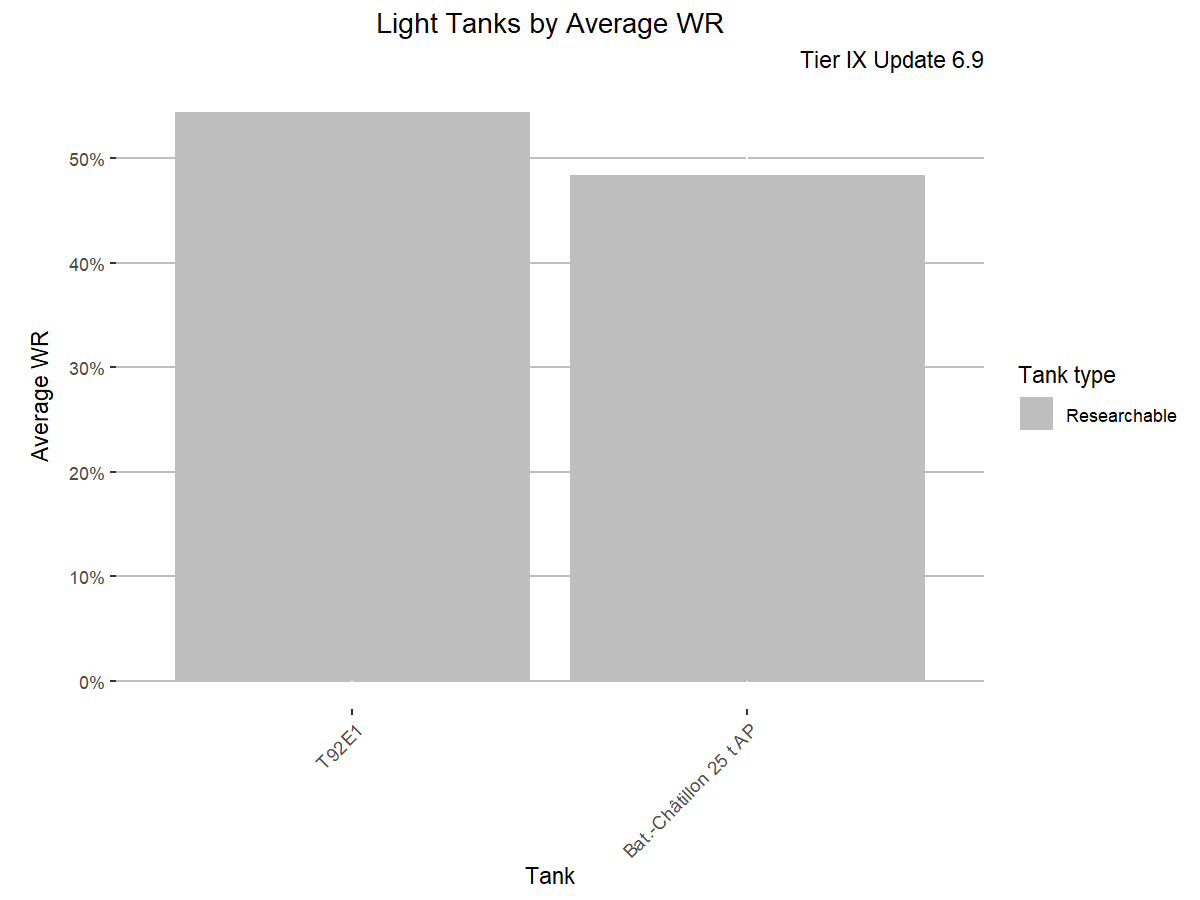 Light Tanks by Average WR
Tier IX Update 6.9
Average WR
50%
40%
30%
20%
10%
0%
T92E1
Bat.-Châtillon 25 t AP
Tank
Tank type
Researchable